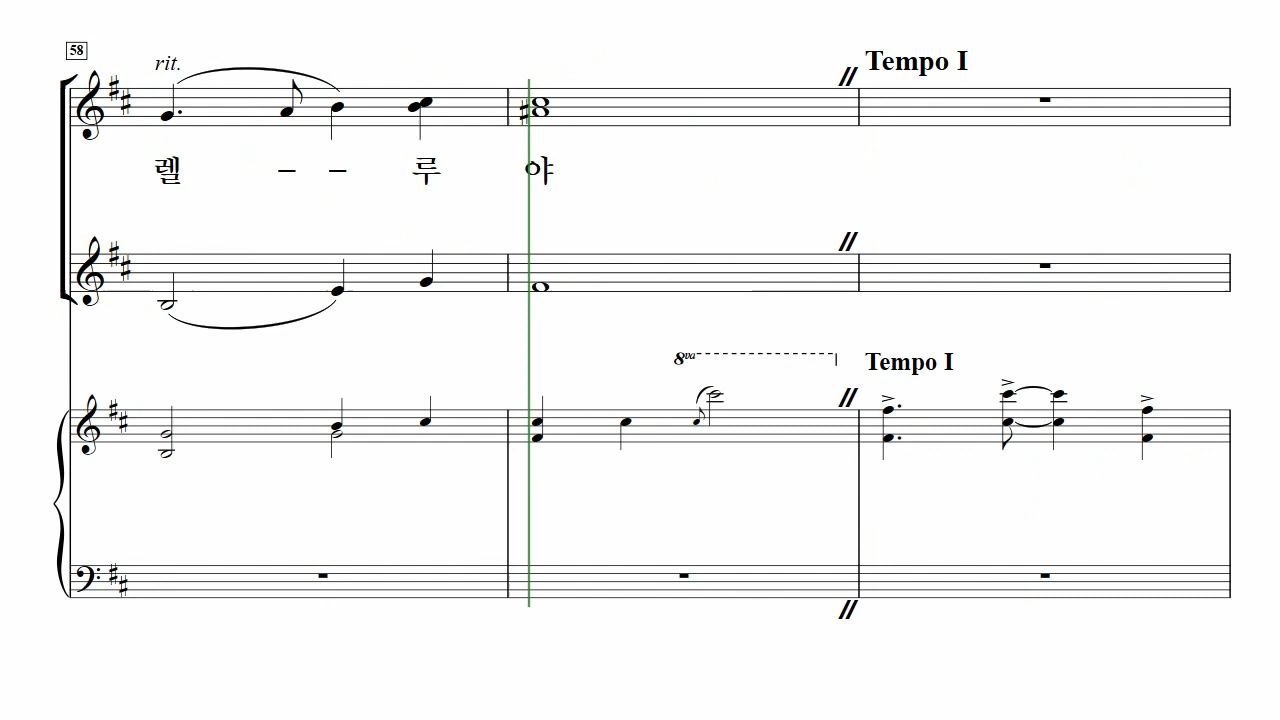 58
rit.
Tempo I
렐 – – 루 야
8va
Tempo I